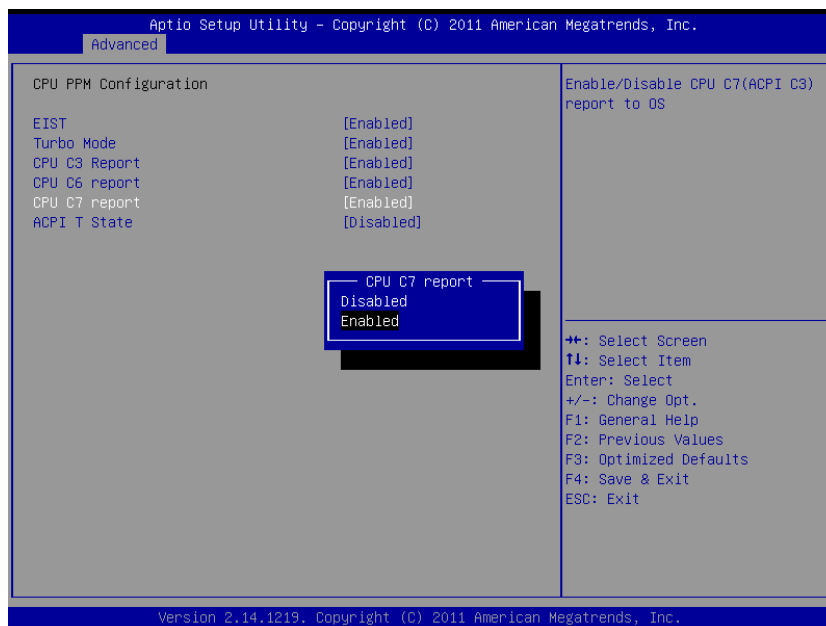 Aptio Setup Utility – Copyright (C) 2011 American Megatrends, Inc.
Advanced
CPU PPM Configuration
EIST [Enabled]
Turbo Mode [Enabled]
CPU C3 Report [Enabled]
CPU C6 report [Enabled]
CPU C7 report [Enabled]
ACPI T State [Disabled]
CPU C7 report
Disabled
Enabled
Enable/Disable CPU C7(ACPI C3)
report to OS
→←: Select Screen
↑↓: Select Item
Enter: Select
+/-: Change Opt.
F1: General Help
F2: Previous Values
F3: Optimized Defaults
F4: Save & Exit
ESC: Exit
Version 2.14.1219. Copyright (C) 2011 American Megatrends, Inc.